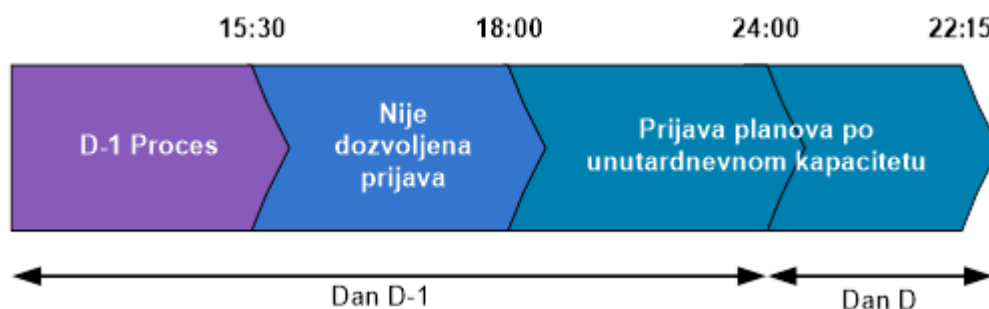 15:30 18:00 24:00 22:15
D-1 Proces
Nije
dozvoljena
prijava
Prijava planova po
unutardnevnom kapacitetu
Dan D-1
Dan D